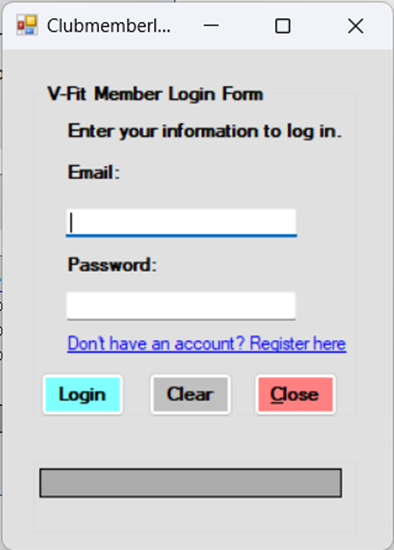 Clubmemberl...
V-Fit Member Login Form
Enter your information to log in.
Email:
Password:
Don't have an account? Register here
Login Clear Close